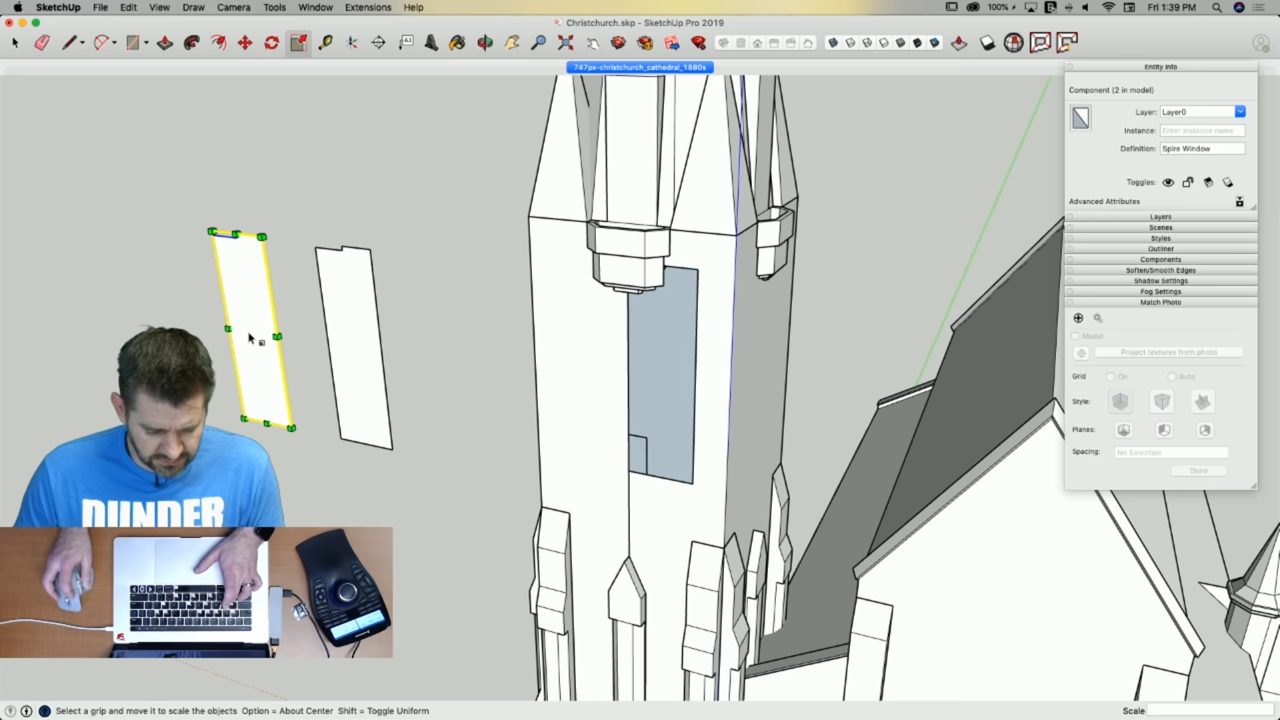 SketchUp File Edit View Draw Camera Tools Window Extensions Help 100% Fri 1:39 PM
Christchurch.skp - SketchUp Pro 2019
747px-christchurch_cathedral_1880s
Entity Info
Component (2 in model)
Layer: Layer0
Instance: Enter instance name
Definition: Spire Window
Toggles:
Advanced Attributes
Layers
Scenes
Styles
Outliner
Components
Soften/Smooth Edges
Shadow Settings
Fog Settings
Match Photo
Model
Project textures from photo
Grid On Auto
Style:
Planes:
Spacing: No Selection
Done
DUNDER
Select a grip and move it to scale the objects Option = About Center Shift = Toggle Uniform
Scale